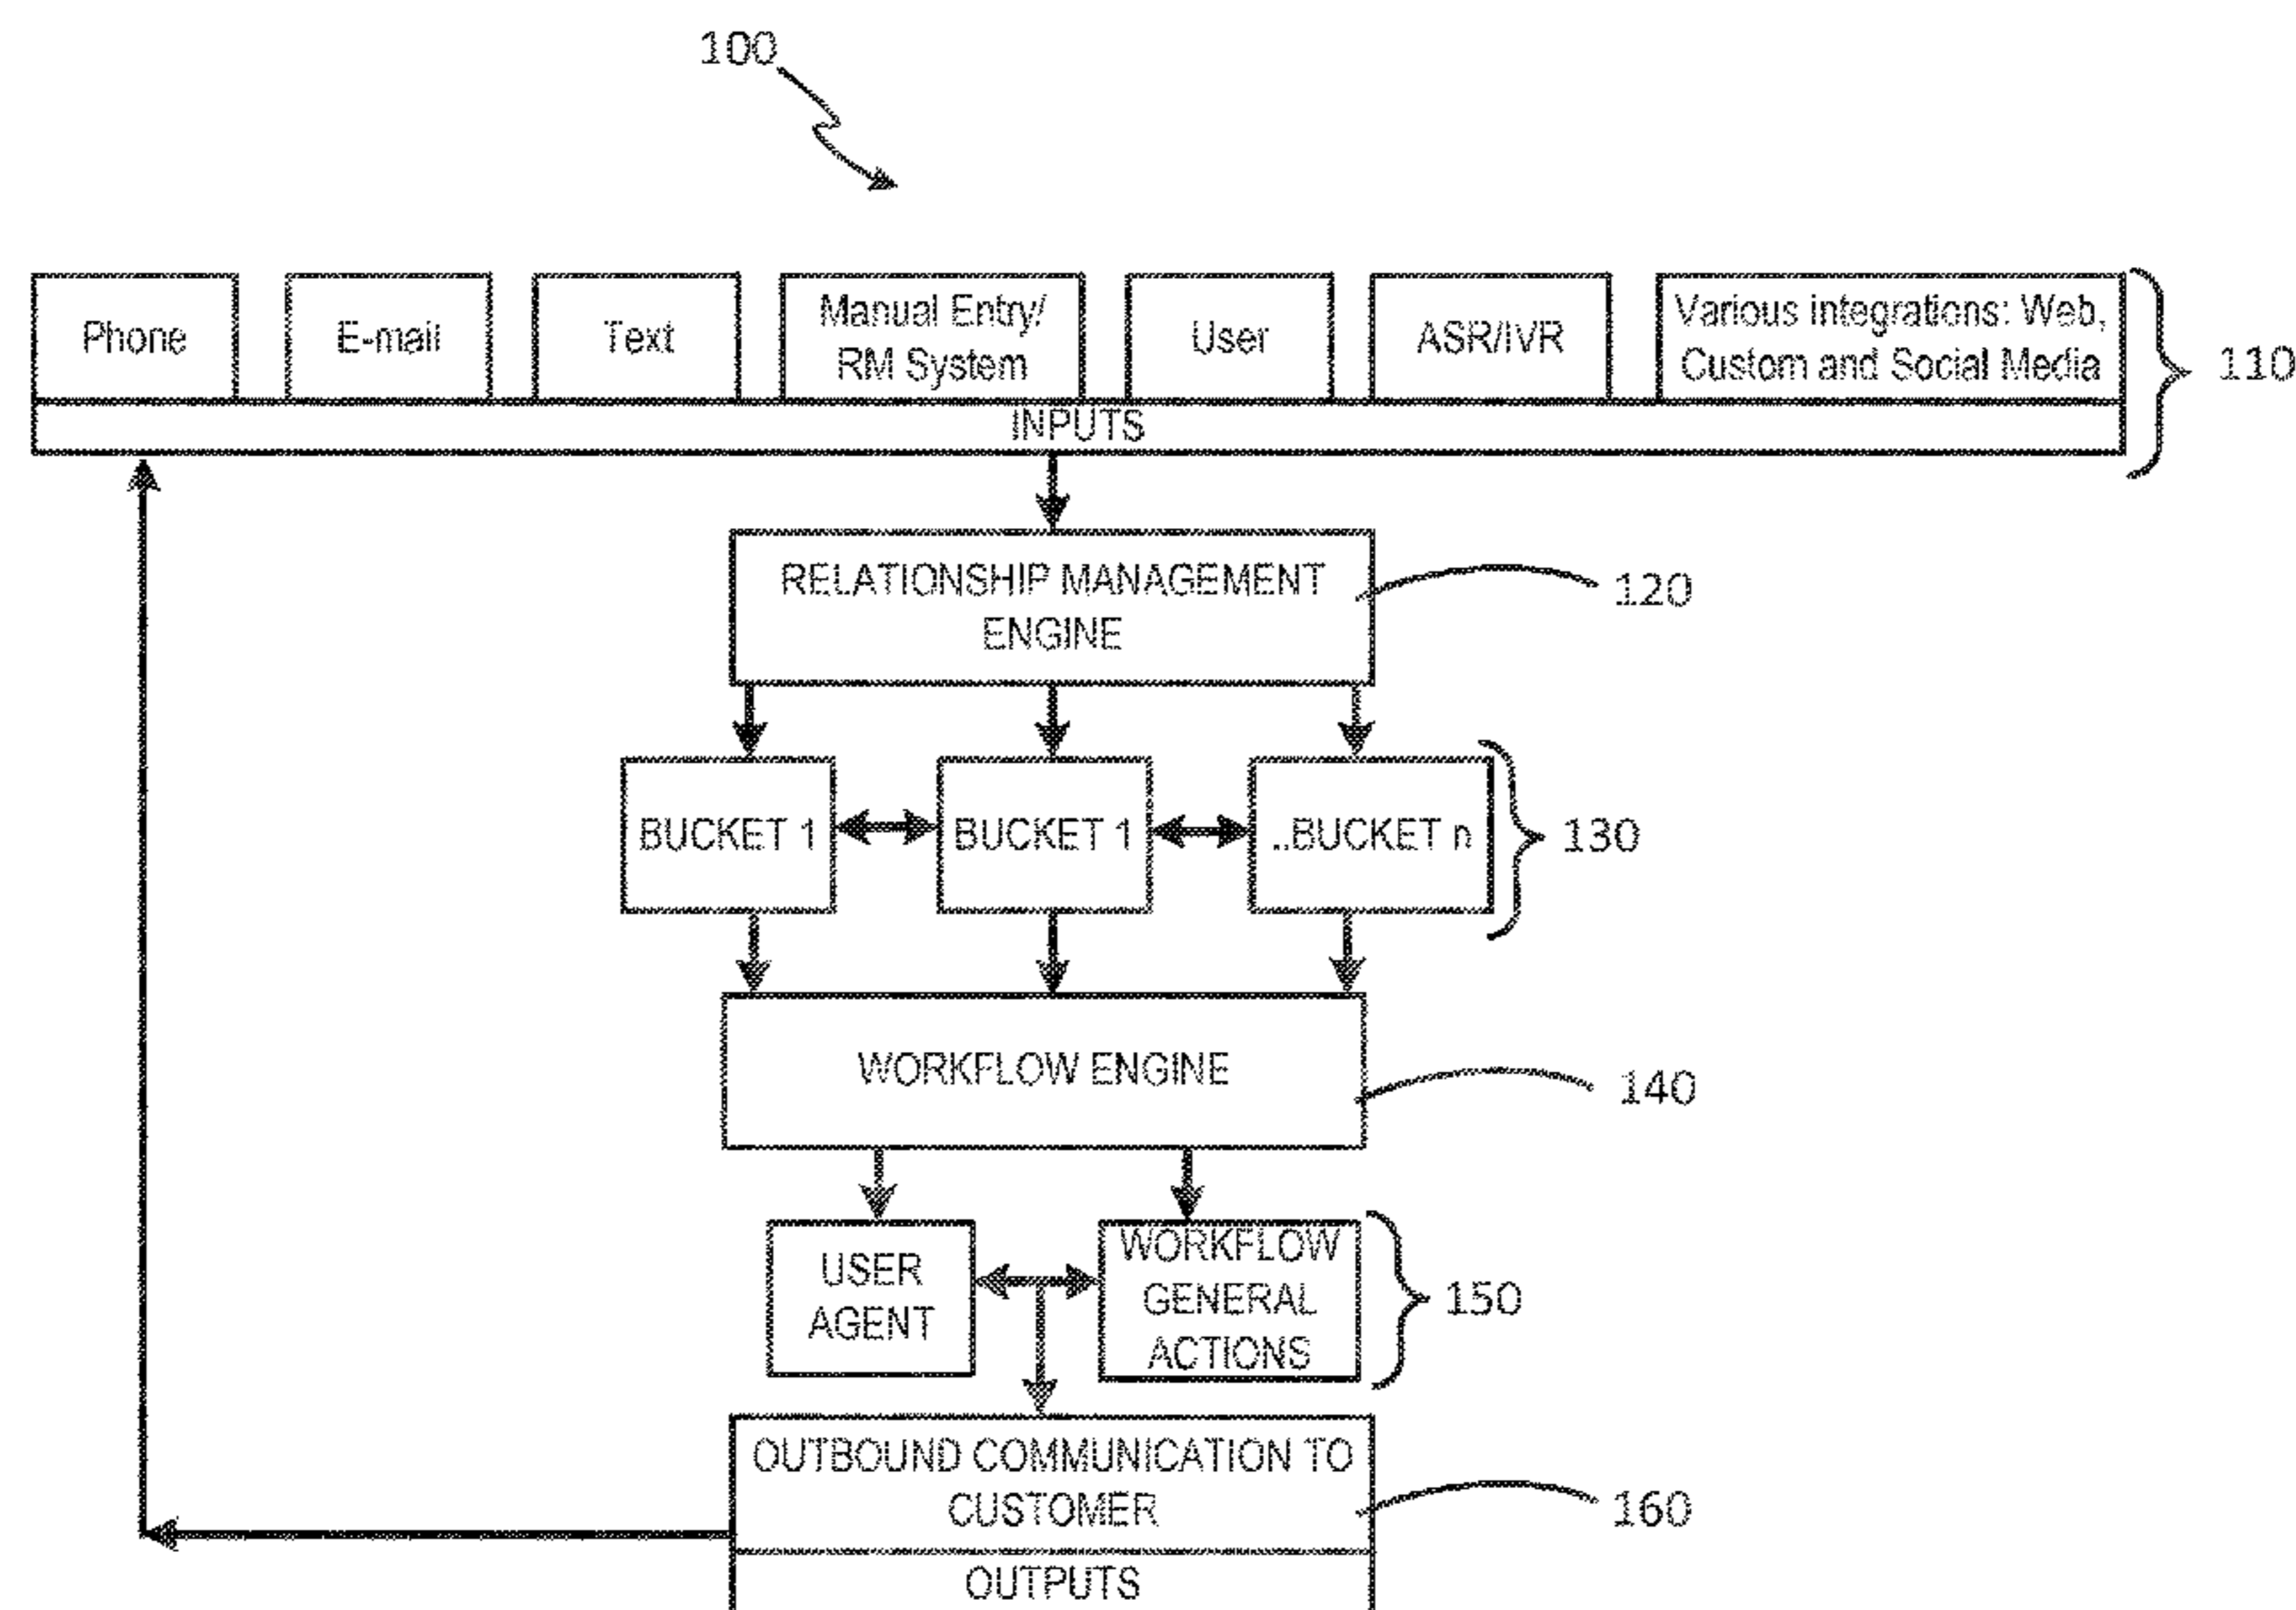 100
Phone
E-mail
Text
Manual Entry/
RM System
User
ASR/IVR
Various integrations: Web,
Custom and Social Media
110
INPUTS
RELATIONSHIP MANAGEMENT
ENGINE
120
BUCKET 1
BUCKET 1
..BUCKET n
130
WORKFLOW ENGINE
140
USER
AGENT
WORKFLOW
GENERAL
ACTIONS
150
OUTBOUND COMMUNICATION TO
CUSTOMER
160
OUTPUTS